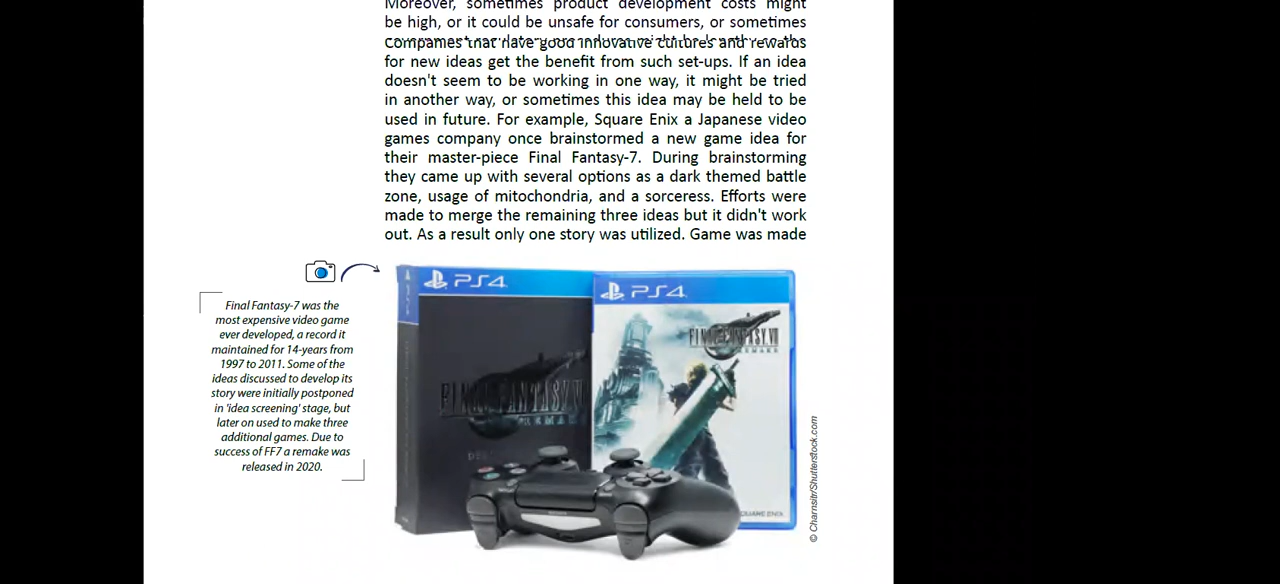 Moreover, sometimes product development costs might
be high, or it could be unsafe for consumers, or sometimes
Companies that have good innovative cultures and rewards
for new ideas get the benefit from such set-ups. If an idea
doesn't seem to be working in one way, it might be tried
in another way, or sometimes this idea may be held to be
used in future. For example, Square Enix a Japanese video
games company once brainstormed a new game idea for
their master-piece Final Fantasy-7. During brainstorming
they came up with several options as a dark themed battle
zone, usage of mitochondria, and a sorceress. Efforts were
made to merge the remaining three ideas but it didn't work
out. As a result only one story was utilized. Game was made
Final Fantasy-7 was the
most expensive video game
ever developed, a record it
maintained for 14-years from
1997 to 2011. Some of the
ideas discussed to develop its
story were initially postponed
in 'idea screening' stage, but
later on used to make three
additional games. Due to
success of FF7 a remake was
released in 2020.
PS4
PS4
PS4
FINAL FANTASY VII
REMAKE
FINAL FANTASY VII
REMAKE
SQUARE ENIX
© Charnsitr/Shutterstock.com